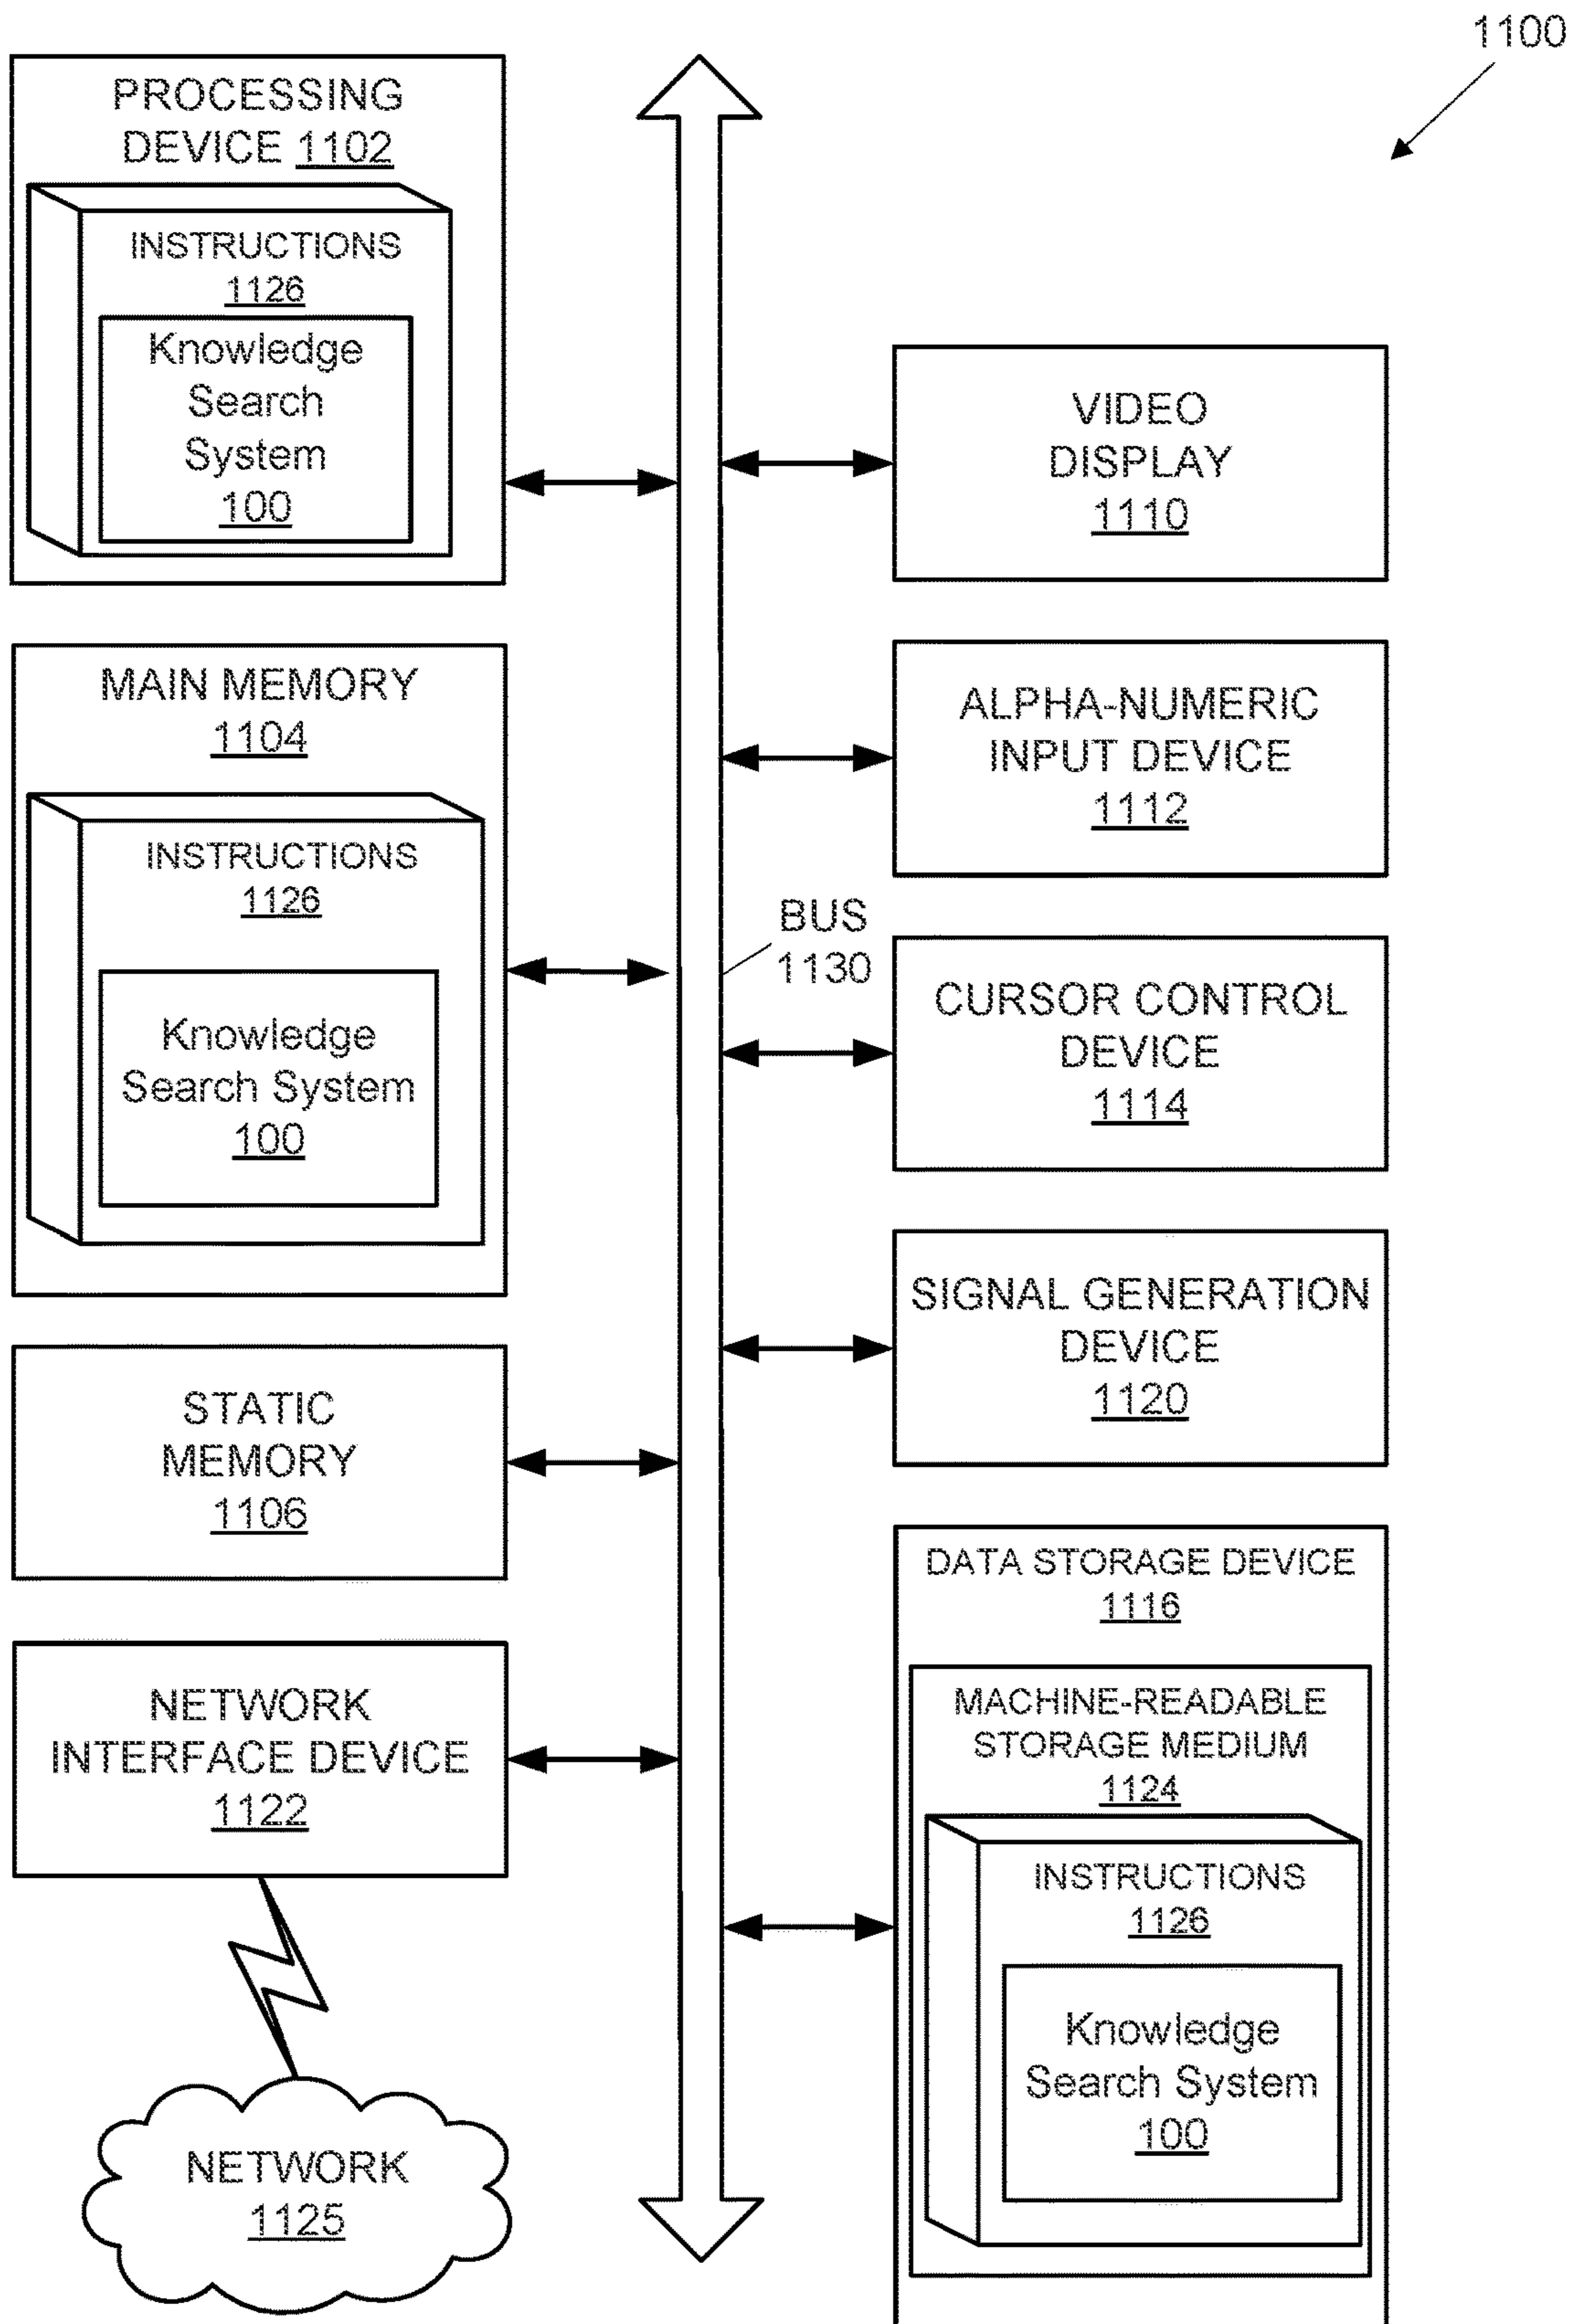 1100
PROCESSING
DEVICE 1102
INSTRUCTIONS
1126
Knowledge
Search
System
100
MAIN MEMORY
1104
INSTRUCTIONS
1126
Knowledge
Search System
100
STATIC
MEMORY
1106
NETWORK
INTERFACE DEVICE
1122
NETWORK
1125
BUS
1130
VIDEO
DISPLAY
1110
ALPHA-NUMERIC
INPUT DEVICE
1112
CURSOR CONTROL
DEVICE
1114
SIGNAL GENERATION
DEVICE
1120
DATA STORAGE DEVICE
1116
MACHINE-READABLE
STORAGE MEDIUM
1124
INSTRUCTIONS
1126
Knowledge
Search System
100